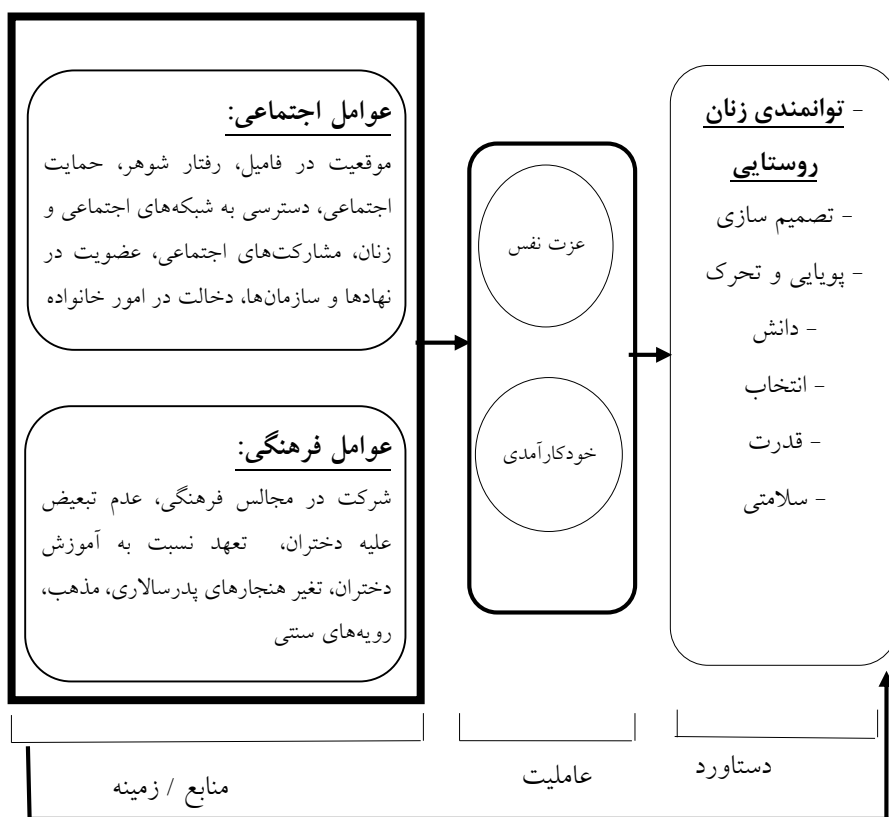 عوامل اجتماعی:
موقعیت در فامیل، رفتار شوهر، حمایت
اجتماعی، دسترسی به شبکه‌های اجتماعی و
زنان، مشارکت‌های اجتماعی، عضویت در
نهادها و سازمان‌ها، دخالت در امور خانواده
عوامل فرهنگی:
شرکت در مجالس فرهنگی، عدم تبعیض
علیه دختران، تعهد نسبت به آموزش
دختران، تغیر هنجارهای پدرسالاری، مذهب،
رویه‌های سنتی
عزت نفس
خودکارآمدی
- توانمندی زنان
روستایی
- تصمیم سازی
- پویایی و تحرک
- دانش
- انتخاب
- قدرت
- سلامتی
منابع / زمینه
عاملیت
دستاورد